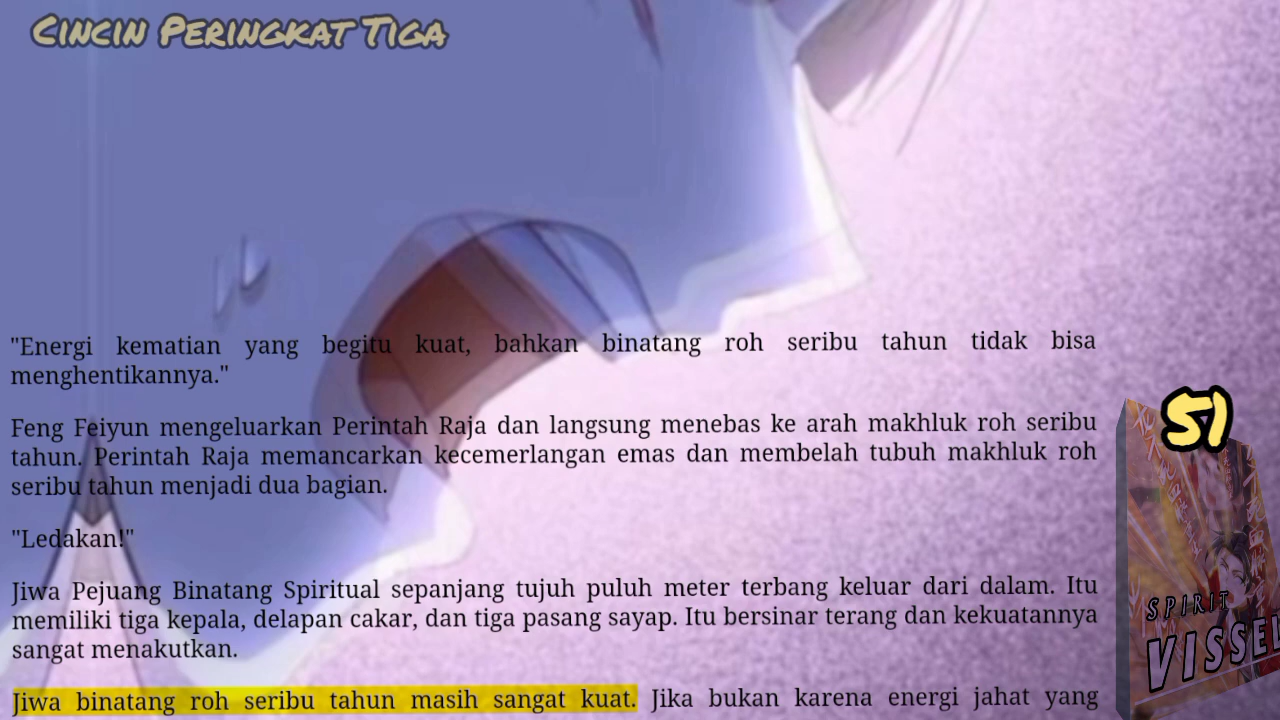 Cincin Peringkat Tiga
"Energi kematian yang begitu kuat, bahkan binatang roh seribu tahun tidak bisa
menghentikannya."
Feng Feiyun mengeluarkan Perintah Raja dan langsung menebas ke arah makhluk roh seribu
tahun. Perintah Raja memancarkan kecemerlangan emas dan membelah tubuh makhluk roh
seribu tahun menjadi dua bagian.
"Ledakan!"
Jiwa Pejuang Binatang Spiritual sepanjang tujuh puluh meter terbang keluar dari dalam. Itu
memiliki tiga kepala, delapan cakar, dan tiga pasang sayap. Itu bersinar terang dan kekuatannya
sangat menakutkan.
Jiwa binatang roh seribu tahun masih sangat kuat. Jika bukan karena energi jahat yang
51
SPIRIT
VISSEL